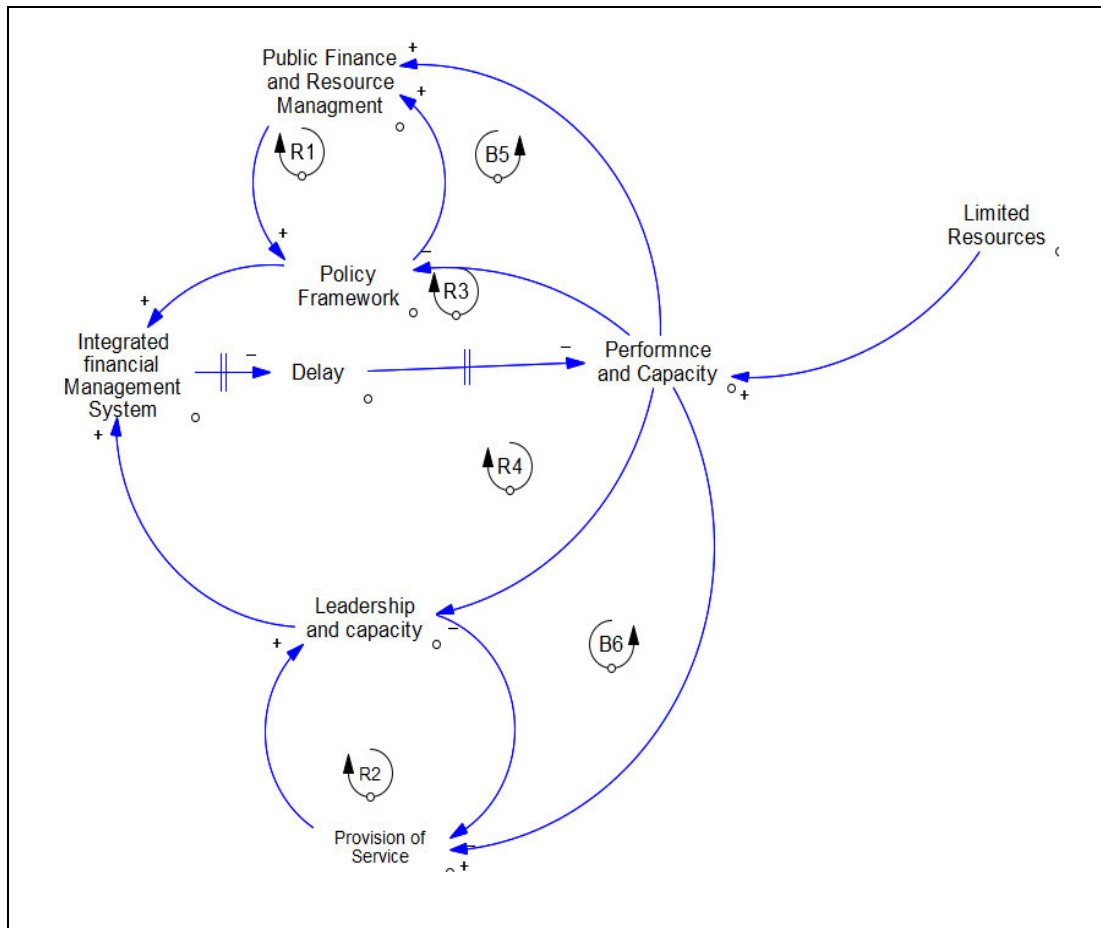 Public Finance
and Resource
Managment
R1
B5
Limited
Resources
Policy
Framework
R3
Integrated
financial
Management
System
Delay
Performnce
and Capacity
R4
Leadership
and capacity
B6
R2
Provision of
Service